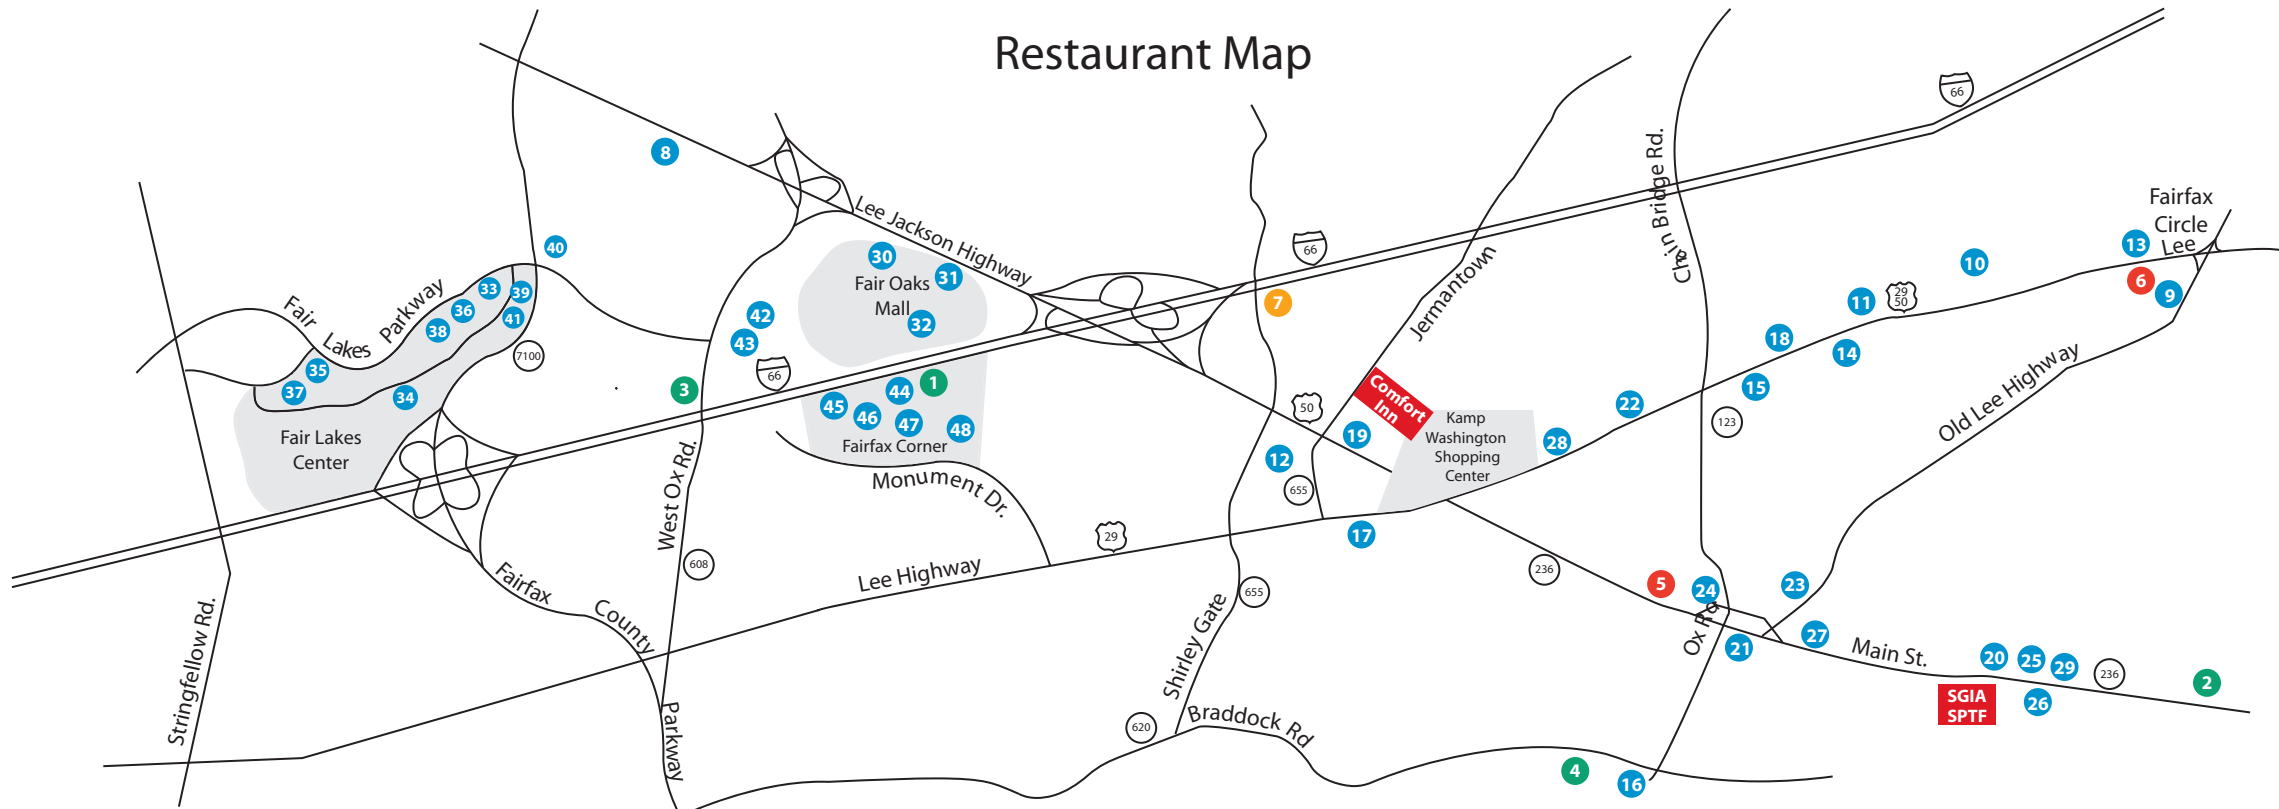 Restaurant Map
66
8
Chain Bridge Rd.
Fairfax
Circle
Lee
13
Lee Jackson Highway
40
30
Fair Oaks
Mall
31
32
66
10
6
9
7
Jermantown
11
29
50
33
39
36
41
38
Fair
Lakes
Parkway
42
43
18
14
7100
35
37
34
3
66
1
44
45
46
47
48
Fairfax Corner
Comfort
Inn
15
50
22
Kamp
Washington
Shopping
Center
123
Old Lee Highway
19
28
12
Fair Lakes
Center
Monument Dr.
655
West Ox Rd.
17
29
608
Lee Highway
236
Fairfax
County
Parkway
655
5
24
23
Ox Rd
21
27
Main St.
Stringfellow Rd.
Shirley Gate
20
25
29
236
2
SGIA
SPTF
26
620
Braddock Rd
4
16